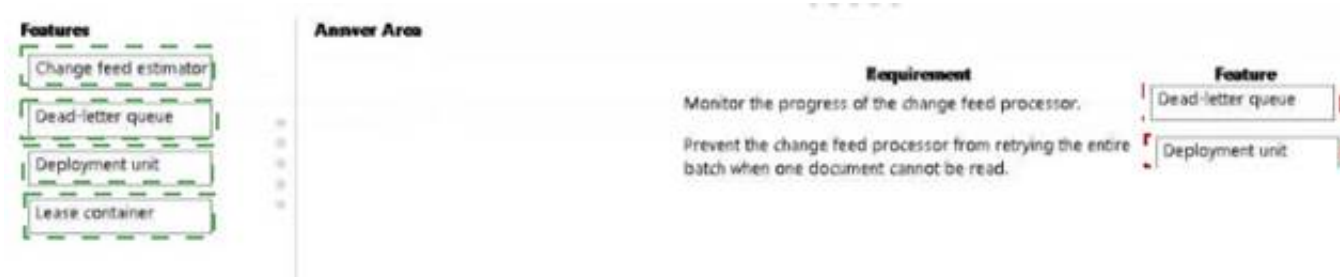 Features
Change feed estimator
Dead-letter queue
Deployment unit
Lease container
Annver Area
Requirement
Feature
Monitor the progress of the change feed processor.
Dead-letter queue
Prevent the change feed processor from retrying the entire
batch when one document cannot be read.
Deployment unit